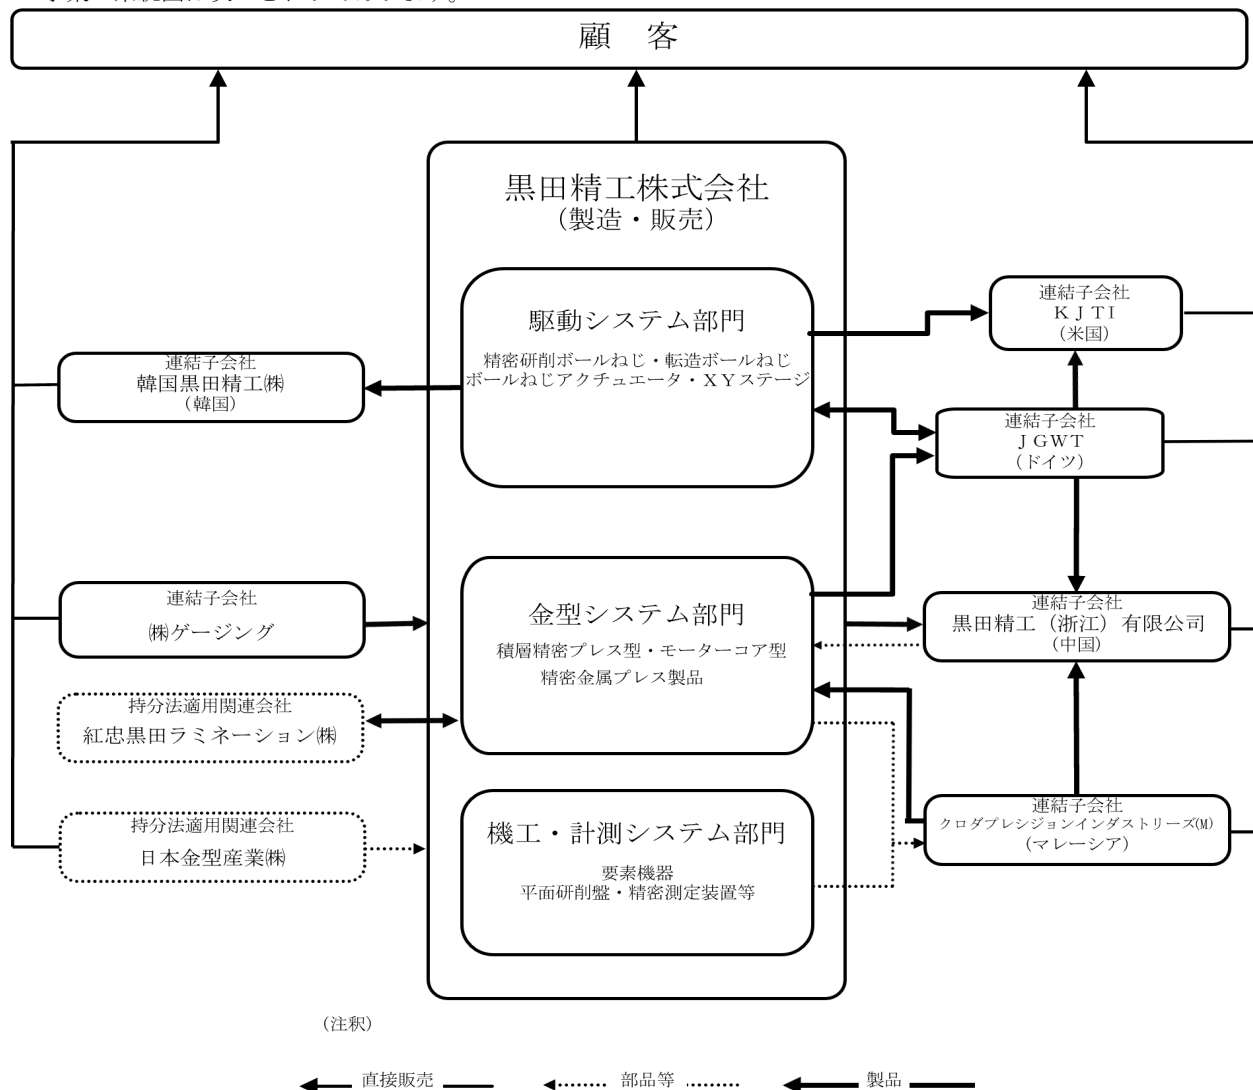 顧 客
黒田精工株式会社
(製造・販売)
駆動システム部門
精密研削ボールねじ・転造ボールねじ
ボールねじアクチュエータ・XYステージ
連結子会社
韓国黒田精工㈱
(韓国)
連結子会社
KJTI
(米国)
連結子会社
JGWT
(ドイツ)
連結子会社
㈱ゲージング
金型システム部門
積層精密プレス型・モーターコア型
精密金属プレス製品
連結子会社
黒田精工(浙江)有限公司
(中国)
持分法適用関連会社
紅忠黒田ラミネーション㈱
持分法適用関連会社
日本金型産業㈱
機工・計測システム部門
要素機器
平面研削盤・精密測定装置等
連結子会社
クロダプレシジョンインダストリーズ(M)
(マレーシア)
(注釈)
直接販売 部品等 製品